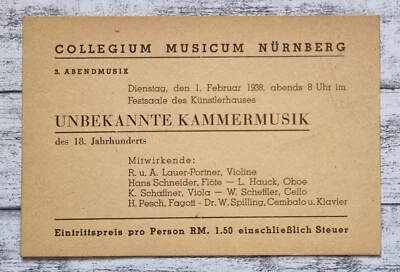 COLLEGIUM MUSICUM NÜRNBERG
3. ABENDMUSIK
Dienstag, den 1. Februar 1938, abends 8 Uhr im
Festsaale des Künstlerhauses
UNBEKANNTE KAMMERMUSIK
des 18. Jahrhunderts
Mitwirkende:
R. u. A. Lauer-Portner, Violine
Hans Schneider, Flöte — L. Hauck, Oboe
K. Schaffner, Viola — W. Scheffler, Cello
H. Pesch, Fagott - Dr. W. Spilling, Cembalo u. Klavier
Eintrittspreis pro Person RM. 1.50 einschließlich Steuer